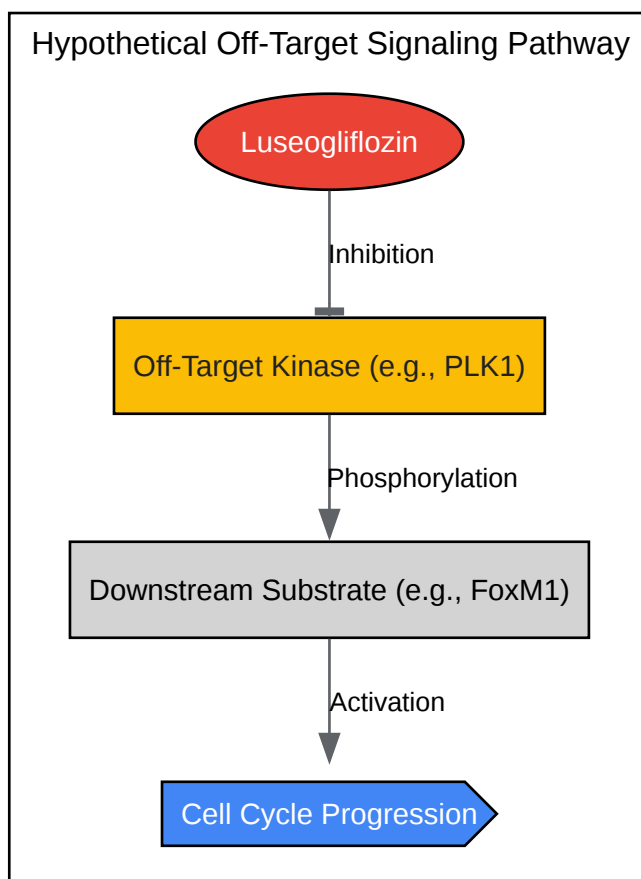 Hypothetical Off-Target Signaling Pathway
Luseogliflozin
Inhibition
Off-Target Kinase (e.g., PLK1)
Phosphorylation
Downstream Substrate (e.g., FoxM1)
Activation
Cell Cycle Progression